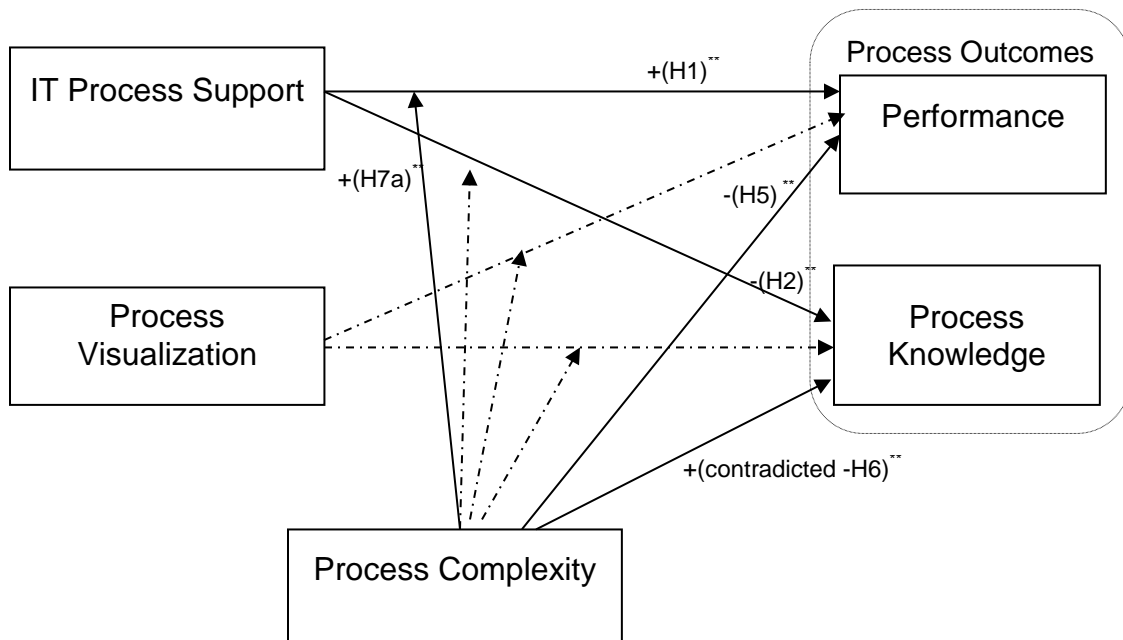 Process Outcomes
IT Process Support
+(H1)**
Performance
+(H7a)**
-(H5) **
-(H2)**
Process
Visualization
Process
Knowledge
+(contradicted -H6)**
Process Complexity